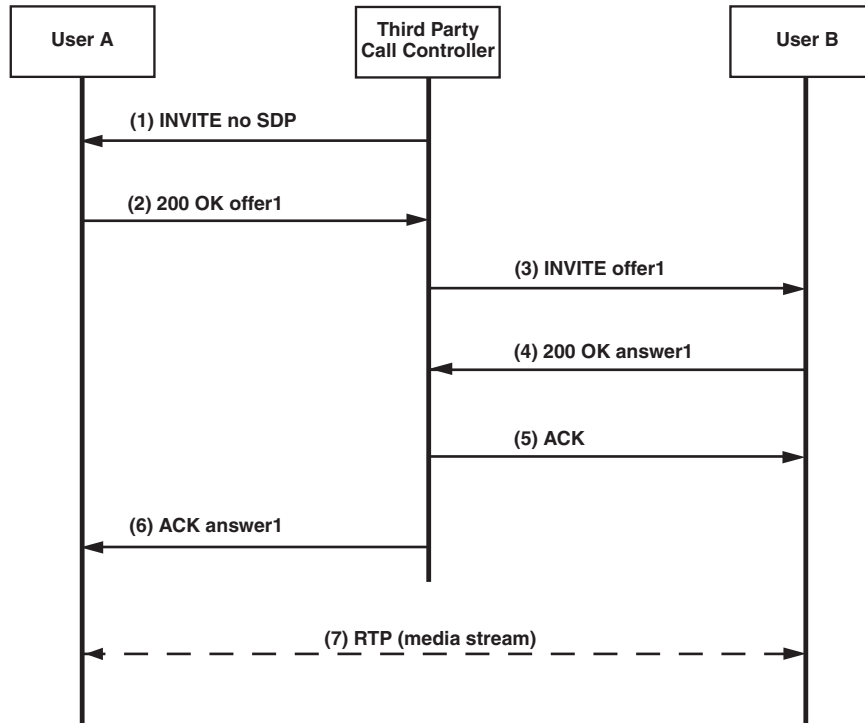 User A
Third Party
Call Controller
User B
(1) INVITE no SDP
(2) 200 OK offer1
(3) INVITE offer1
(4) 200 OK answer1
(5) ACK
(6) ACK answer1
(7) RTP (media stream)